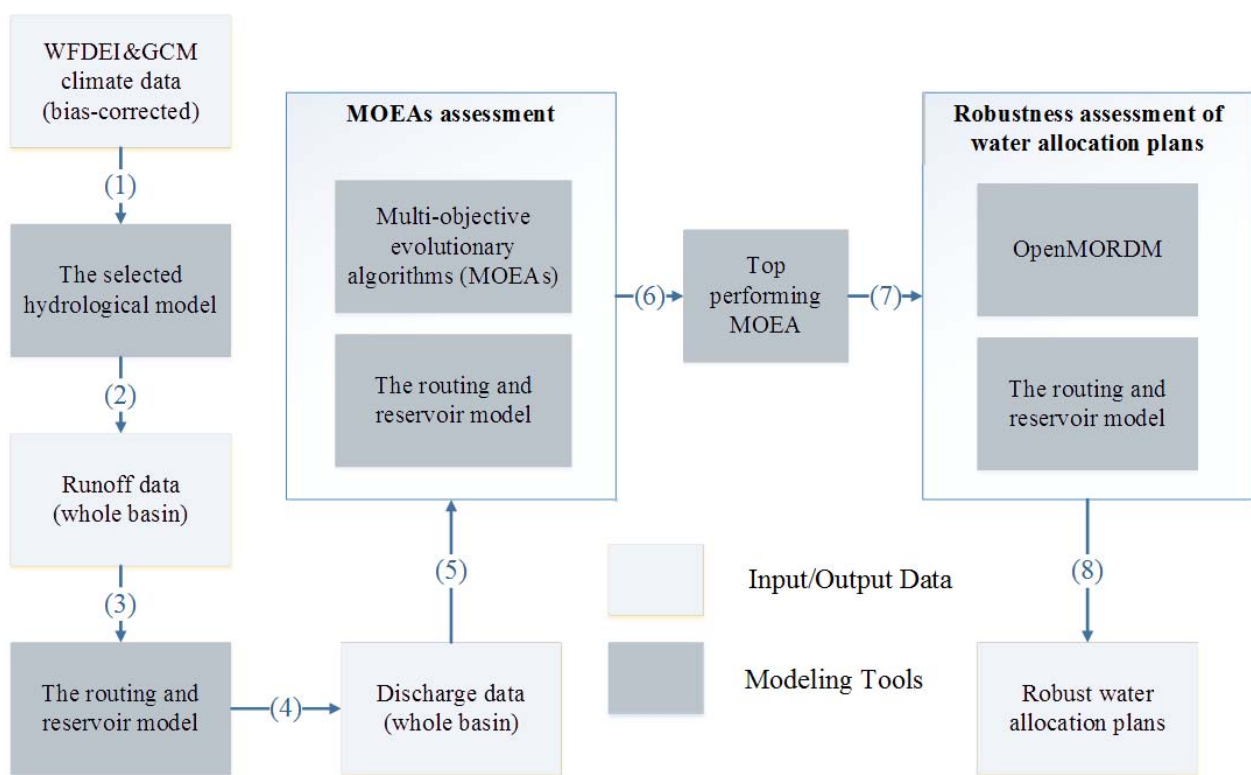 WFDEI&GCM
climate data
(bias-corrected)
(1)
The selected
hydrological model
(2)
Runoff data
(whole basin)
(3)
The routing and
reservoir model
(4)
Discharge data
(whole basin)
(5)
MOEAs assessment
Multi-objective
evolutionary
algorithms (MOEAs)
The routing and
reservoir model
(6)
Top
performing
MOEA
(7)
Robustness assessment of
water allocation plans
OpenMORDM
The routing and
reservoir model
(8)
Robust water
allocation plans
Input/Output Data
Modeling Tools